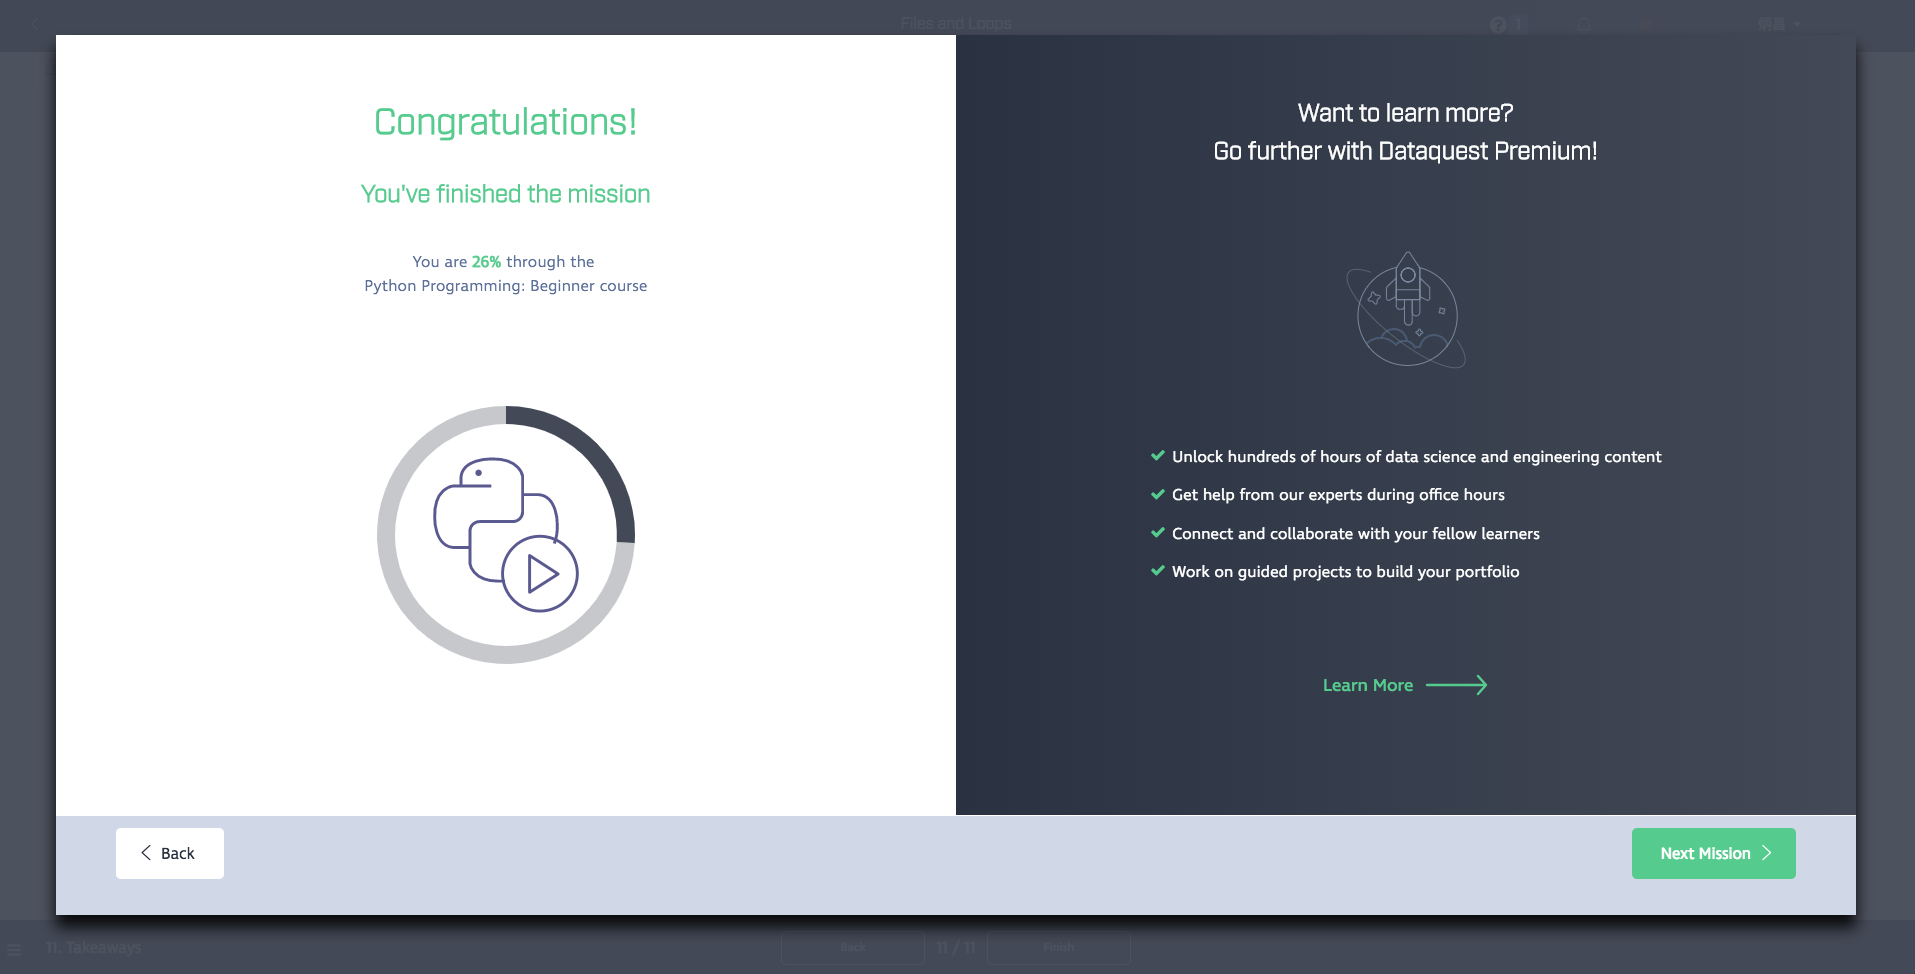 Files and Loops
1
Congratulations!
You've finished the mission
You are 26% through the
Python Programming: Beginner course
Want to learn more?
Go further with Dataquest Premium!
Unlock hundreds of hours of data science and engineering content
Get help from our experts during office hours
Connect and collaborate with your fellow learners
Work on guided projects to build your portfolio
Learn More
Back
Next Mission
11. Takeaways
Back
11 / 11
Finish